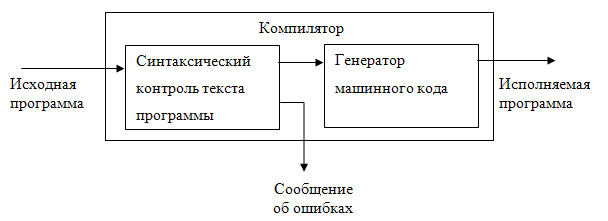 Компилятор
Синтаксический
контроль текста
программы
Генератор
машинного кода
Исходная
программа
Исполняемая
программа
Сообщение
об ошибках